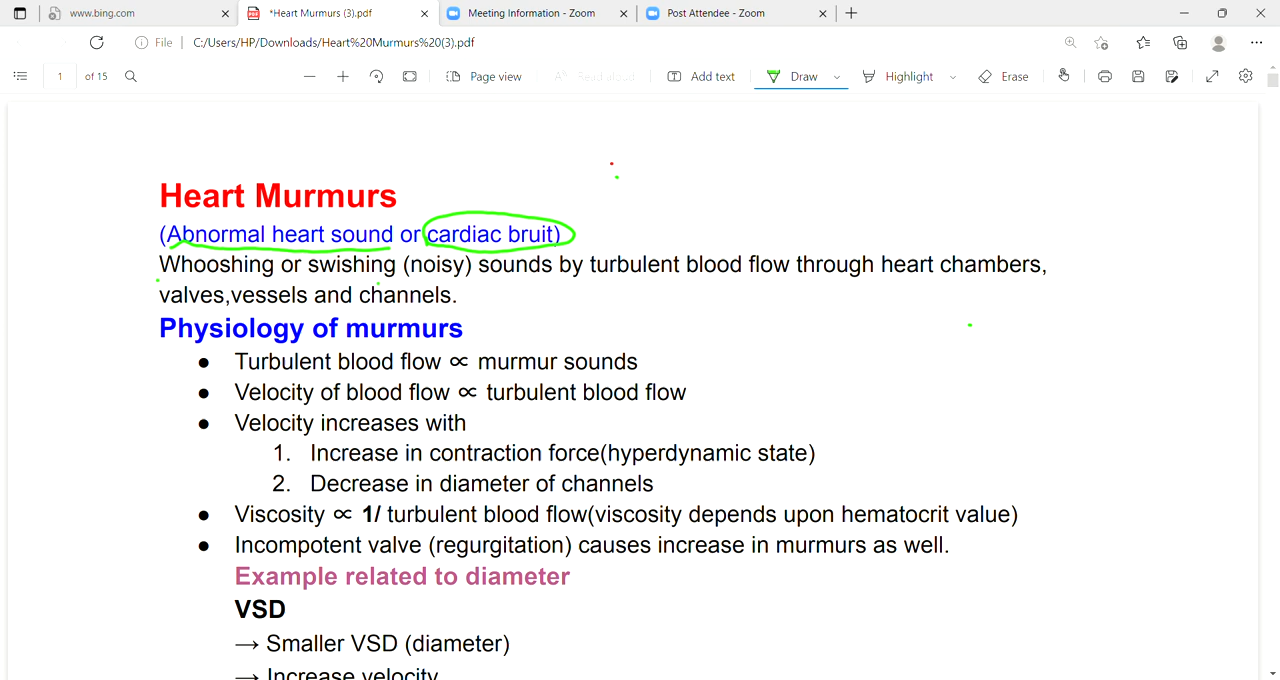 www.bing.com
*Heart Murmurs (3).pdf
Meeting Information - Zoom
Post Attendee - Zoom
File
C:/Users/HP/Downloads/Heart%20Murmurs%20(3).pdf
1 of 15
Page view
Read aloud
Add text
Draw
Highlight
Erase
Heart Murmurs
(Abnormal heart sound or cardiac bruit)
Whooshing or swishing (noisy) sounds by turbulent blood flow through heart chambers,
valves,vessels and channels.
Physiology of murmurs
● Turbulent blood flow ∝ murmur sounds
● Velocity of blood flow ∝ turbulent blood flow
● Velocity increases with
1. Increase in contraction force(hyperdynamic state)
2. Decrease in diameter of channels
● Viscosity ∝ 1/ turbulent blood flow(viscosity depends upon hematocrit value)
● Incompotent valve (regurgitation) causes increase in murmurs as well.
Example related to diameter
VSD
→ Smaller VSD (diameter)
→ Increase velocity